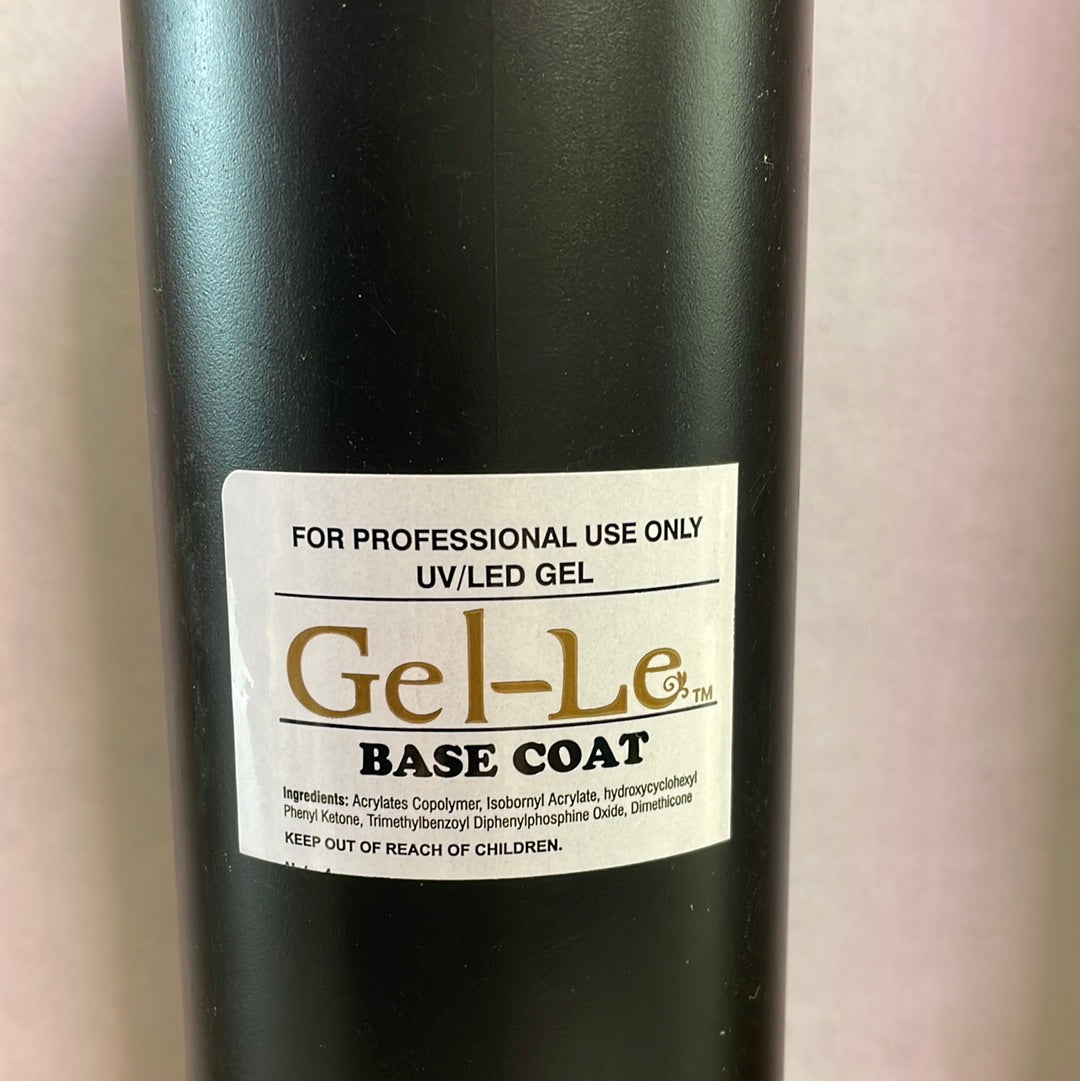 FOR PROFESSIONAL USE ONLY
UV/LED GEL
Gel-Le™
BASE COAT
Ingredients: Acrylates Copolymer, Isobornyl Acrylate, hydroxycyclohexyl
Phenyl Ketone, Trimethylbenzoyl Diphenylphosphine Oxide, Dimethicone
KEEP OUT OF REACH OF CHILDREN.